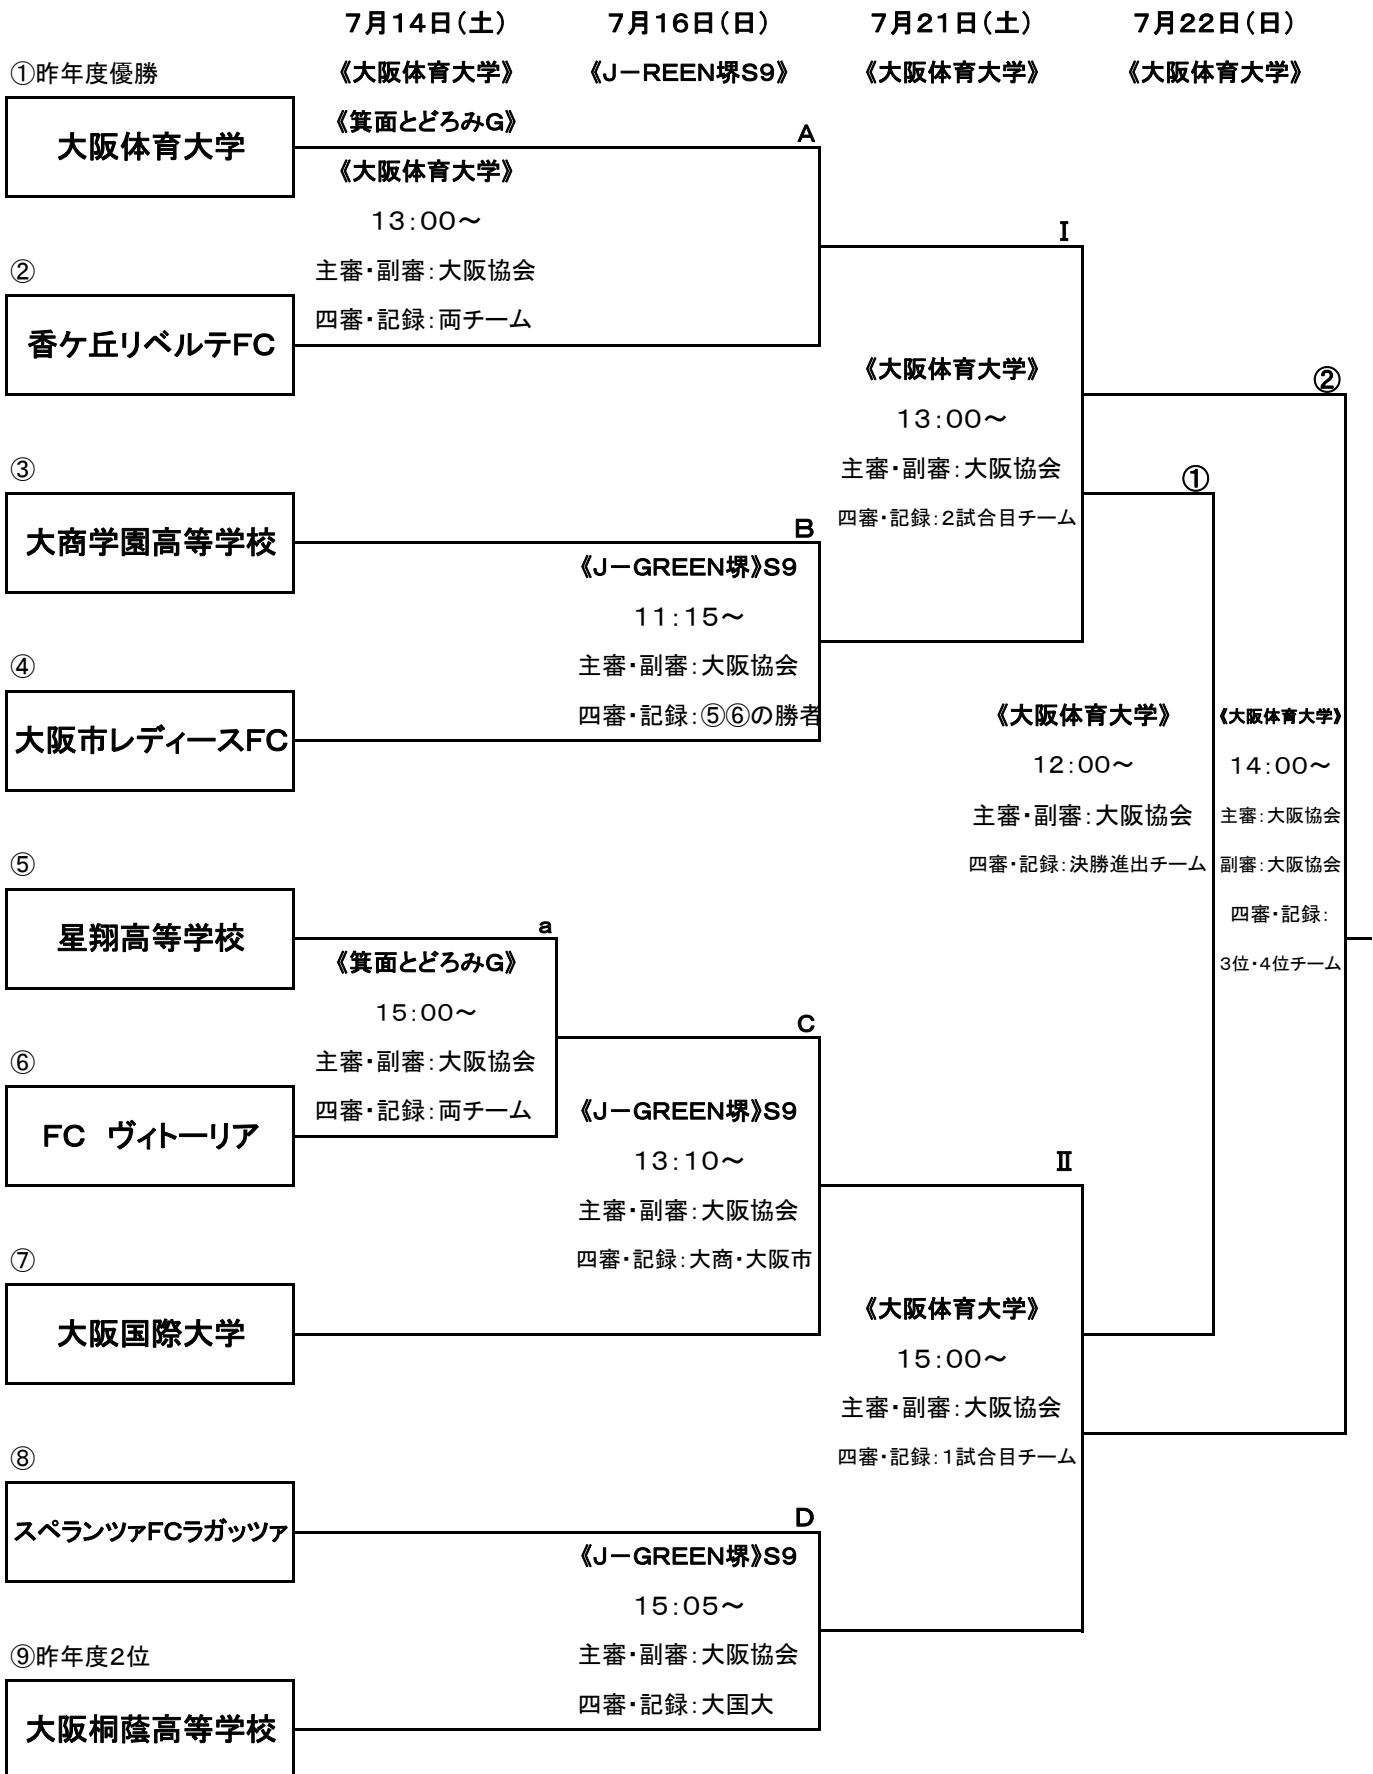 7月14日(土)　7月16日(日)　7月21日(土)　7月22日(日)
①昨年度優勝　《大阪体育大学》　《J－REEN堺S9》　《大阪体育大学》　《大阪体育大学》
《箕面とどろみG》
大阪体育大学
A
《大阪体育大学》
13:00～
主審・副審：大阪協会
四審・記録：両チーム
②
香ケ丘リベルテFC
I
《大阪体育大学》
13:00～
主審・副審：大阪協会
四審・記録：2試合目チーム
②
①
③
大商学園高等学校
B
《J－GREEN堺》S9
11:15～
主審・副審：大阪協会
四審・記録：⑤⑥の勝者
④
大阪市レディースFC
《大阪体育大学》
12:00～
主審・副審：大阪協会
四審・記録：決勝進出チーム
《大阪体育大学》
14:00～
主審：大阪協会
副審：大阪協会
四審・記録：
3位・4位チーム
⑤
星翔高等学校
a
《箕面とどろみG》
15:00～
主審・副審：大阪協会
四審・記録：両チーム
⑥
FC　ヴィトーリア
C
《J－GREEN堺》S9
13:10～
主審・副審：大阪協会
四審・記録：大商・大阪市
⑦
大阪国際大学
II
《大阪体育大学》
15:00～
主審・副審：大阪協会
四審・記録：1試合目チーム
⑧
スペランツァFCラガッツァ
D
《J－GREEN堺》S9
15:05～
主審・副審：大阪協会
四審・記録：大国大
⑨昨年度2位
大阪桐蔭高等学校